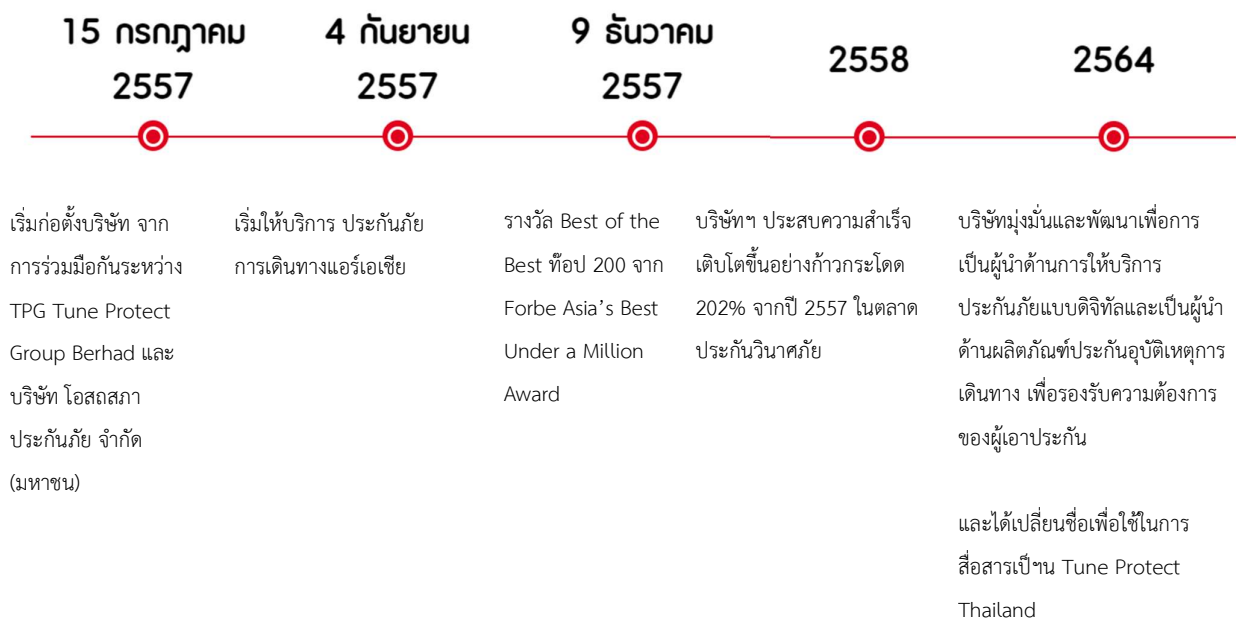 15 กรกฎาคม
2557
4 กันยายน
2557
9 ธันวาคม
2557
2558
2564
เริ่มก่อตั้งบริษัท จาก
การร่วมมือกันระหว่าง
TPG Tune Protect
Group Berhad และ
บริษัท โอสถสภา
ประกันภัย จำกัด
(มหาชน)
เริ่มให้บริการ ประกันภัย
การเดินทางแอร์เอเชีย
รางวัล Best of the
Best ท๊อป 200 จาก
Forbe Asia’s Best
Under a Million
Award
บริษัทฯ ประสบความสำเร็จ
เติบโตขึ้นอย่างก้าวกระโดด
202% จากปี 2557 ในตลาด
ประกันวินาศภัย
บริษัทมุ่งมั่นและพัฒนาเพื่อการ
เป็นผู้นำด้านการให้บริการ
ประกันภัยแบบดิจิทัลและเป็นผู้นำ
ด้านผลิตภัณฑ์ประกันอุบัติเหตุการ
เดินทาง เพื่อรองรับความต้องการ
ของผู้เอาประกัน
และได้เปลี่ยนชื่อเพื่อใช้ในการ
สื่อสารเป็ฯน Tune Protect
Thailand